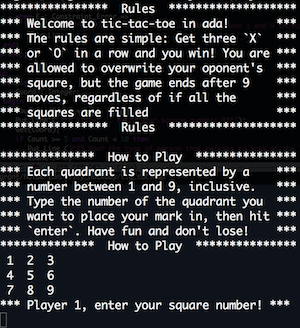 ************** Rules **************
*** Welcome to tic-tac-toe in ada! ***
*** The rules are simple: Get three `X` ***
*** or `O` in a row and you win! You are ***
*** allowed to overwrite your oponent's ***
*** square, but the game ends after 9 ***
*** moves, regardless of if all the ***
*** squares are filled ***
************** Rules **************
************* How to Play *************
*** Each quadrant is represented by a ***
*** number between 1 and 9, inclusive. ***
*** Type the number of the quadrant you ***
*** want to place your mark in, then hit ***
*** `enter`. Have fun and don't lose! ***
************* How to Play *************
1 2 3
4 5 6
7 8 9
*** Player 1, enter your square number! ***